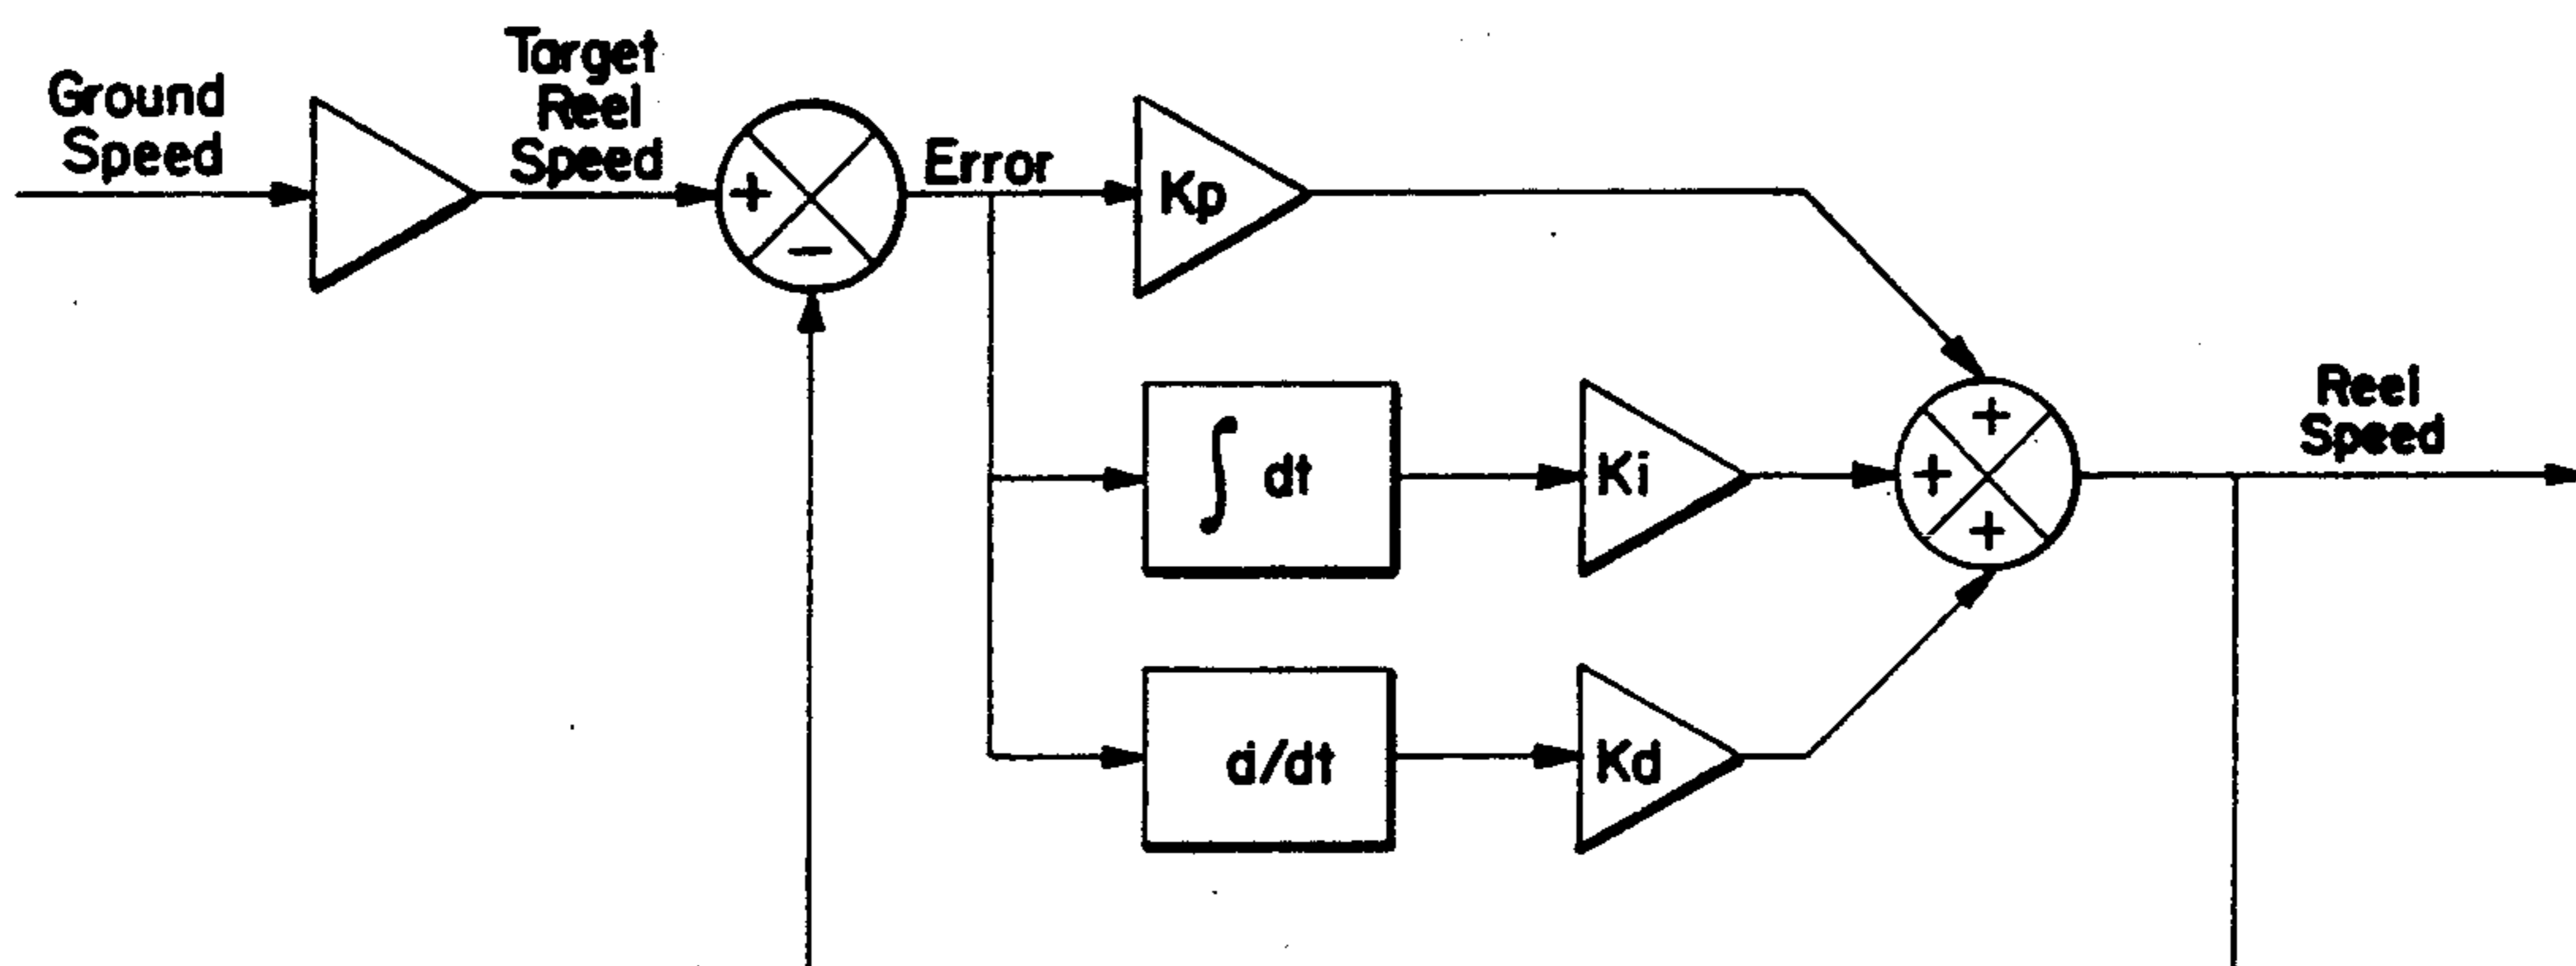 Ground
Speed
Target
Reel
Speed
+
−
Error
Kp
∫ dt
Ki
d/dt
Kd
+
+
+
Reel
Speed